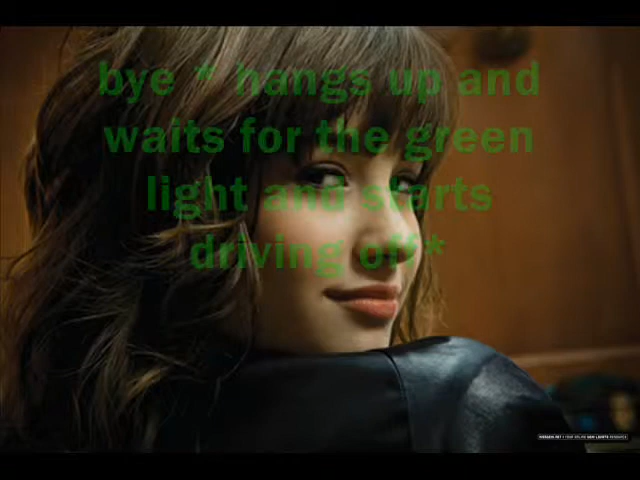 bye * hangs up and
waits for the green
light and starts
driving off*